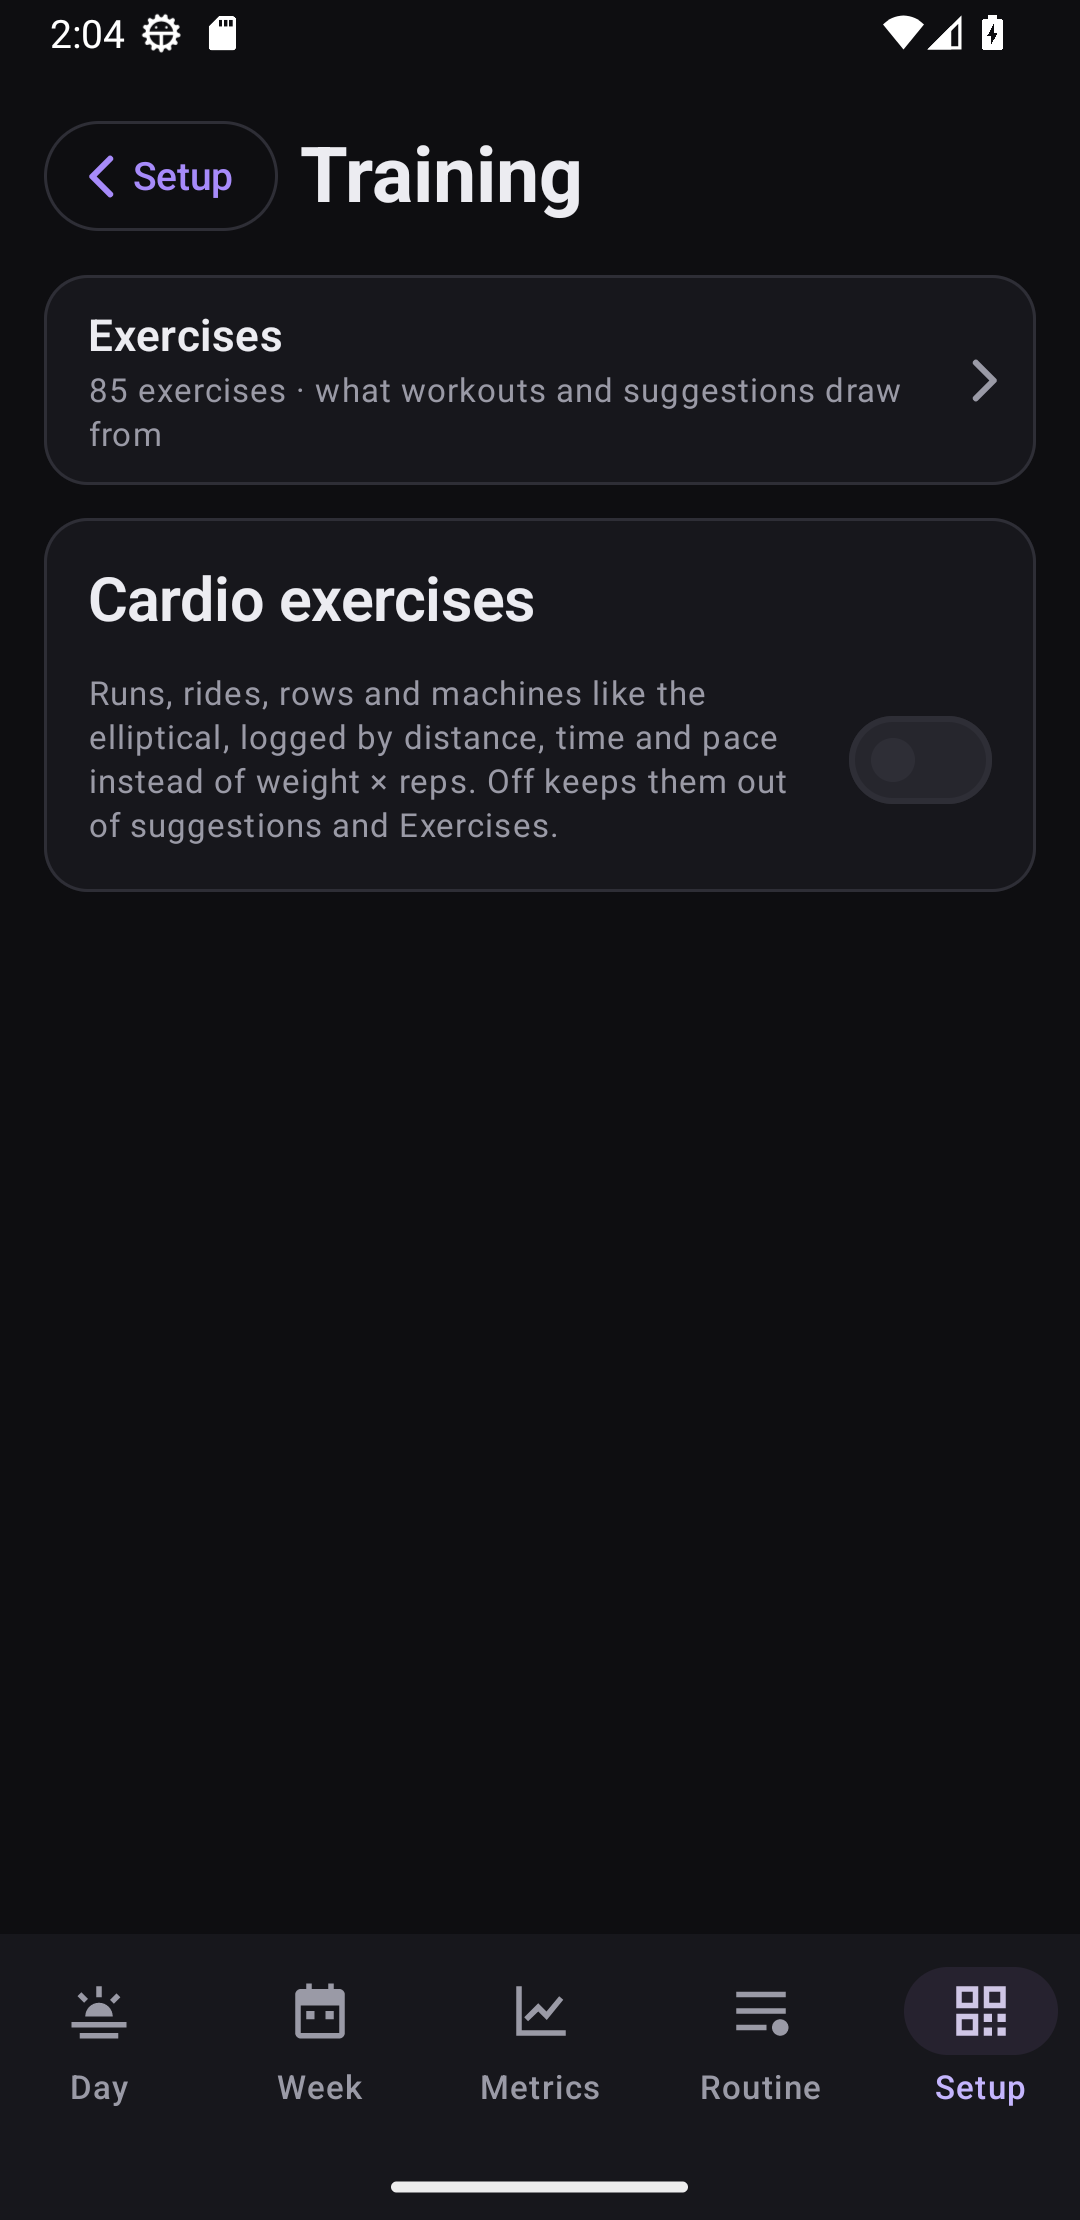 2:04
Setup
Training
Exercises
85 exercises · what workouts and suggestions draw
from
Cardio exercises
Runs, rides, rows and machines like the
elliptical, logged by distance, time and pace
instead of weight × reps. Off keeps them out
of suggestions and Exercises.
Day
Week
Metrics
Routine
Setup